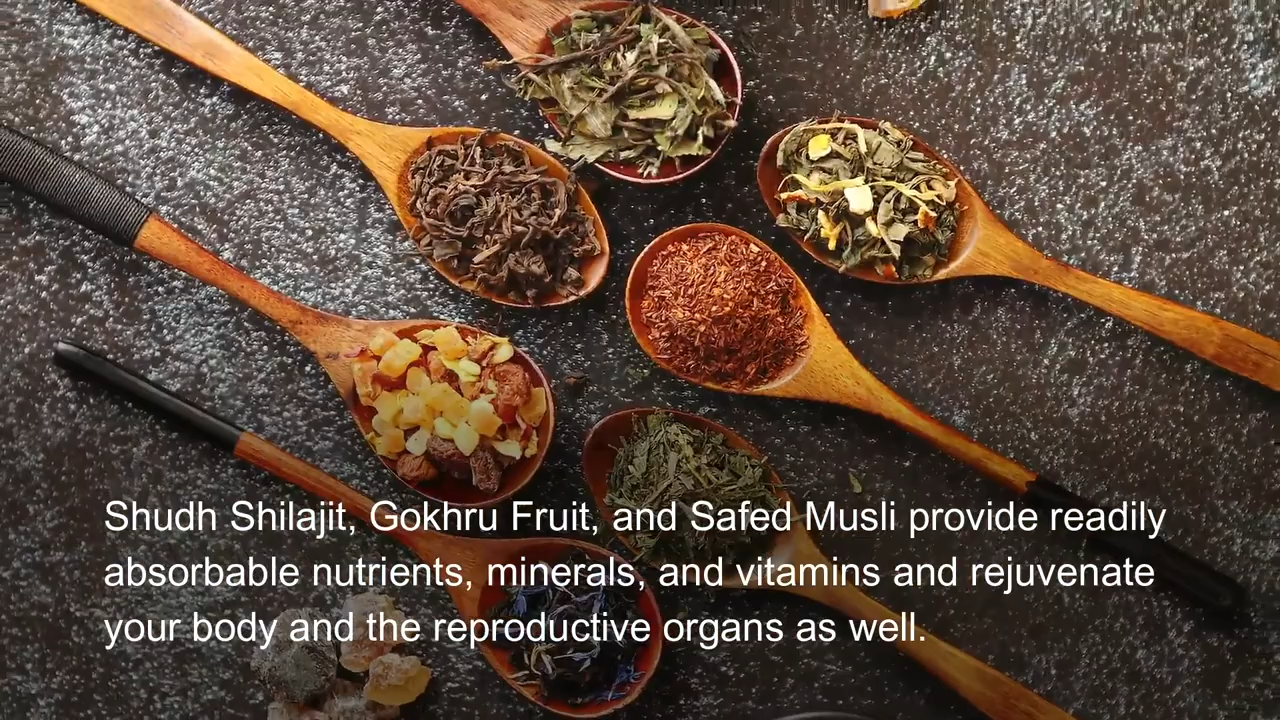 Shudh Shilajit, Gokhru Fruit, and Safed Musli provide readily
absorbable nutrients, minerals, and vitamins and rejuvenate
your body and the reproductive organs as well.